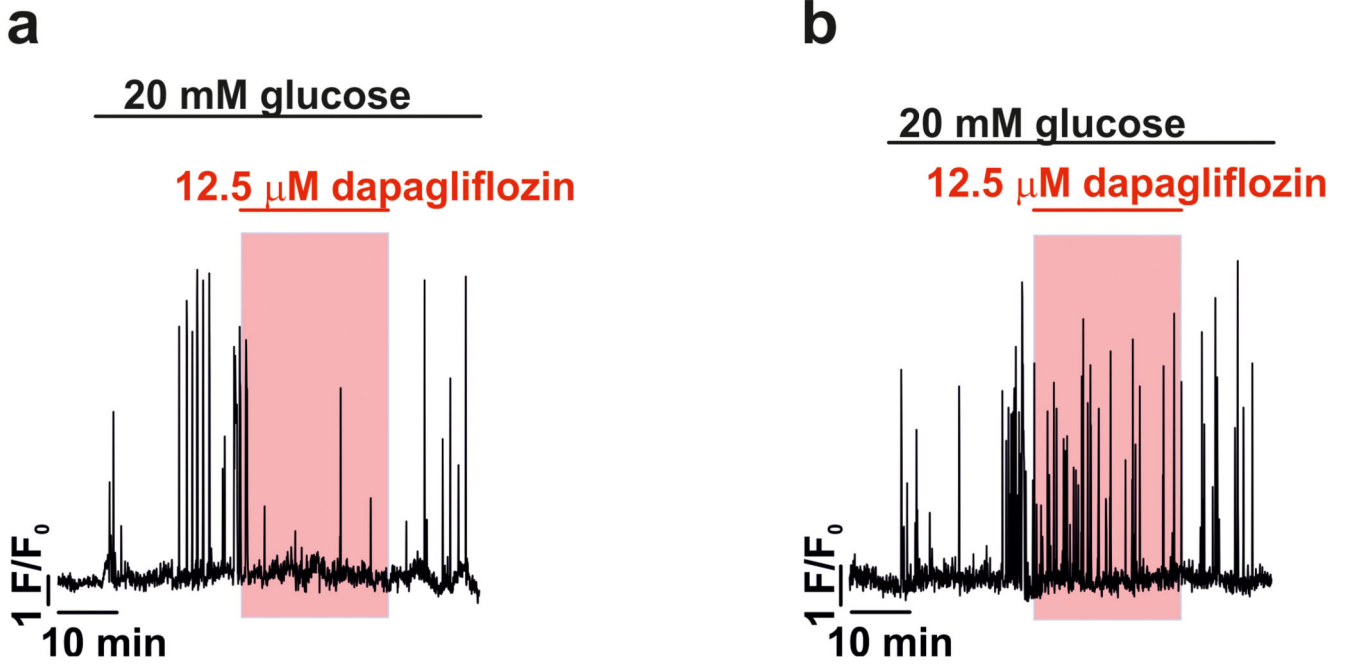 a
20 mM glucose
12.5 μM dapagliflozin
1 F/F0
10 min
b
20 mM glucose
12.5 μM dapagliflozin
1 F/F0
10 min